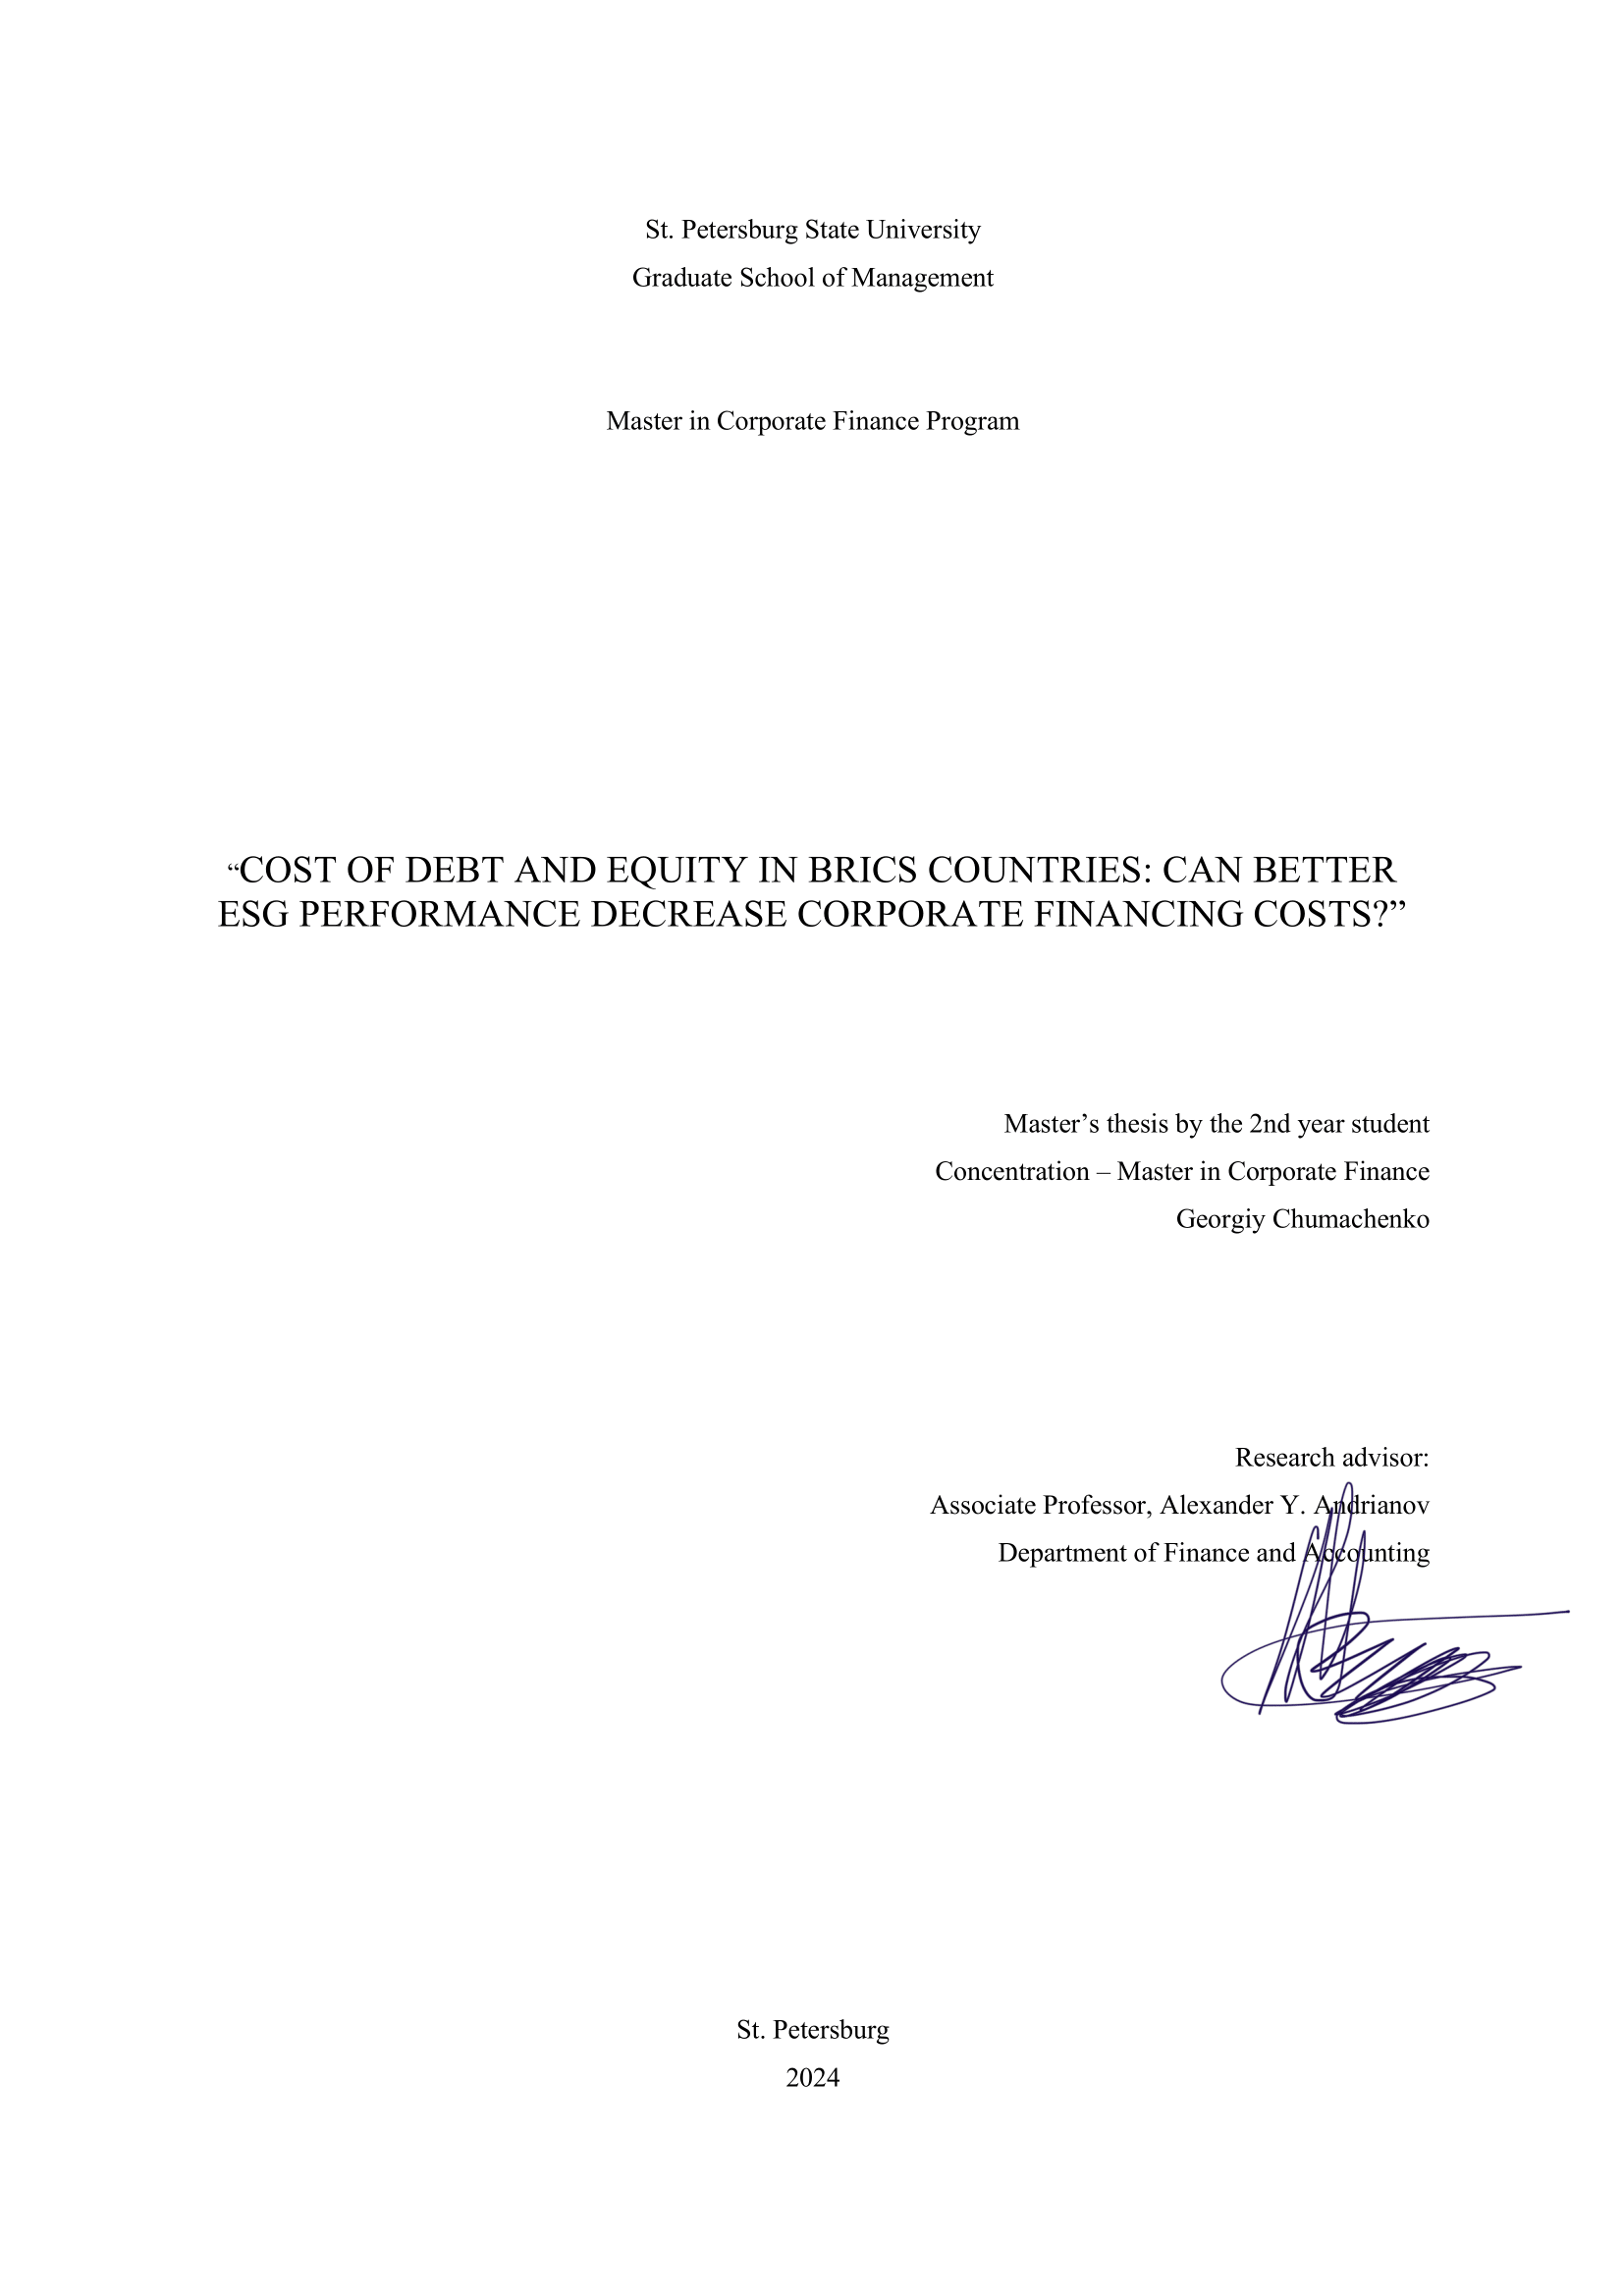 St. Petersburg State University
Graduate School of Management
Master in Corporate Finance Program
“COST OF DEBT AND EQUITY IN BRICS COUNTRIES: CAN BETTER
ESG PERFORMANCE DECREASE CORPORATE FINANCING COSTS?”
Master’s thesis by the 2nd year student
Concentration – Master in Corporate Finance
Georgiy Chumachenko
Research advisor:
Associate Professor, Alexander Y. Andrianov
Department of Finance and Accounting
St. Petersburg
2024